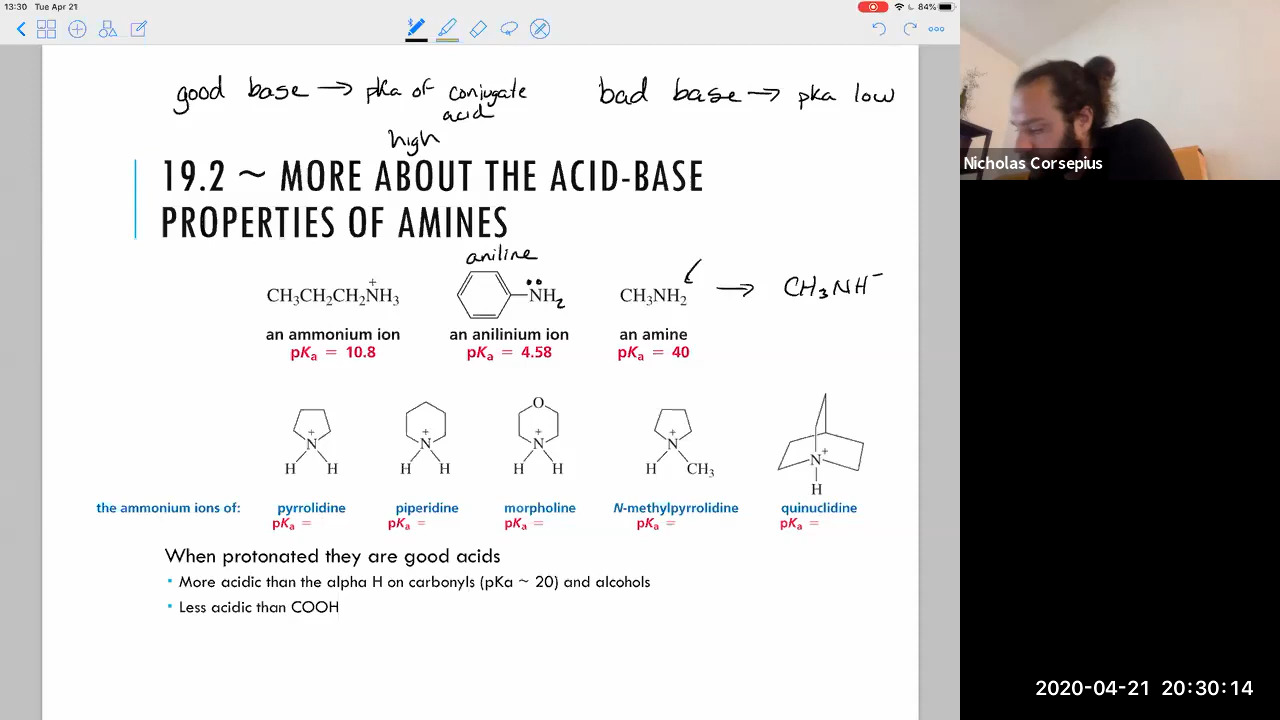 13:30 Tue Apr 21
84%
good base → pka of conjugate acid high
bad base → pka low
19.2 ~ MORE ABOUT THE ACID-BASE
PROPERTIES OF AMINES
aniline
CH₃CH₂CH₂N⁺H₃
N̈H₂
CH₃NH₂ → CH₃NH⁻
an ammonium ion an anilinium ion an amine
pKa = 10.8 pKa = 4.58 pKa = 40
O
N⁺ N⁺ N⁺ N⁺ N⁺
H H H H H H H CH₃ H
the ammonium ions of: pyrrolidine piperidine morpholine N-methylpyrrolidine quinuclidine
pKa = pKa = pKa = pKa = pKa =
When protonated they are good acids
▪ More acidic than the alpha H on carbonyls (pKa ~ 20) and alcohols
▪ Less acidic than COOH
Nicholas Corsepius
2020-04-21 20:30:14